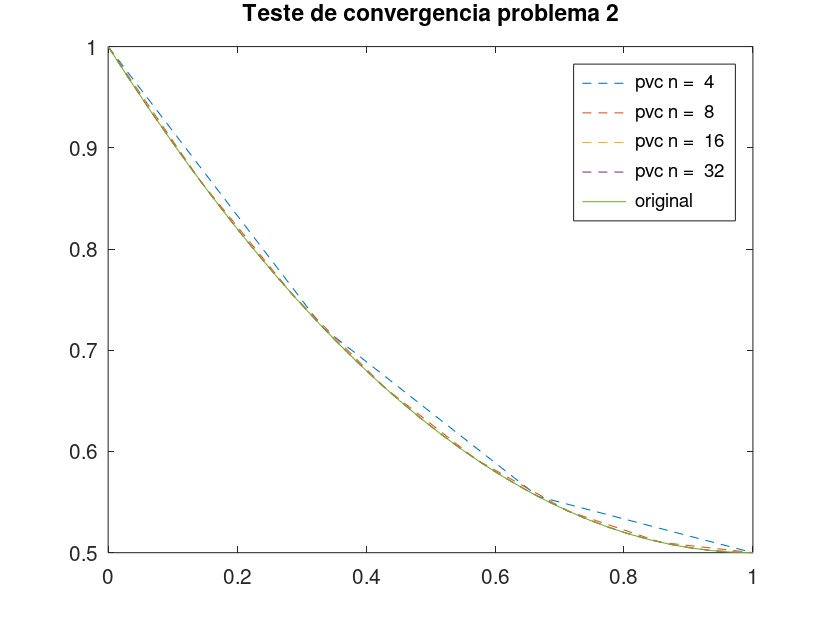 Teste de convergencia problema 2
1
0.9
0.8
0.7
0.6
0.5
0
0.2
0.4
0.6
0.8
1
pvc n =  4
pvc n =  8
pvc n =  16
pvc n =  32
original